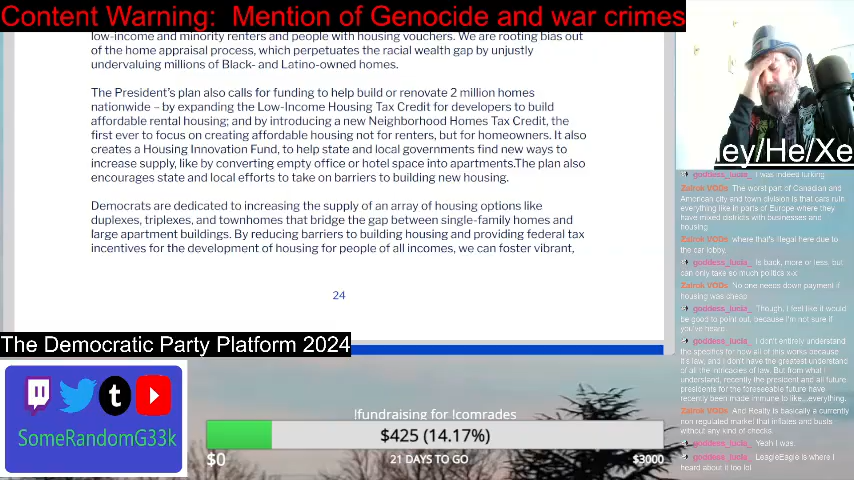 Content Warning: Mention of Genocide and war crimes
low-income and minority renters and people with housing vouchers. We are rooting bias out
of the home appraisal process, which perpetuates the racial wealth gap by unjustly
undervaluing millions of Black- and Latino-owned homes.
The President's plan also calls for funding to help build or renovate 2 million homes
nationwide – by expanding the Low-Income Housing Tax Credit for developers to build
affordable rental housing; and by introducing a new Neighborhood Homes Tax Credit, the
first ever to focus on creating affordable housing not for renters, but for homeowners. It also
creates a Housing Innovation Fund, to help state and local governments find new ways to
increase supply, like by converting empty office or hotel space into apartments.The plan also
encourages state and local efforts to take on barriers to building new housing.
Democrats are dedicated to increasing the supply of an array of housing options like
duplexes, triplexes, and townhomes that bridge the gap between single-family homes and
large apartment buildings. By reducing barriers to building housing and providing federal tax
incentives for the development of housing for people of all incomes, we can foster vibrant,
24
The Democratic Party Platform 2024
SomeRandomG33k
!fundraising for !comrades
$425 (14.17%)
$0
21 DAYS TO GO
$3000
ey/He/Xe
goddess_lucia_ I was indeed lurking
Zatrok VODs The worst part of Canadian and
American city and town division is that cars ruin
everything like in parts of Europe where they
have mixed districts with businesses and
housing
Zatrok VODs where that's illegal here due to
the car lobby
goddess_lucia_ Is back, more or less, but
can only take so much politics x-x
Zatrok VODs No one needs down payment if
housing was cheap
goddess_lucia_ Though, I feel like it would
be good to point out, because I'm not sure if
you've heard
goddess_lucia_ I don't entirely understand
the specifics for how all of this works because
it's law, and I don't have the greatest understand
of all the intricacies of law. But from what I
understand, recently the president and all future
presidents for the foreseeable future have
recently been made immune to like...everything.
Zatrok VODs And Realty is basically a currently
non regulated market that inflates and busts
without any kind of checks
goddess_lucia_ Yeah I was.
goddess_lucia_ LeagleEagle is where I
heard about it too lol